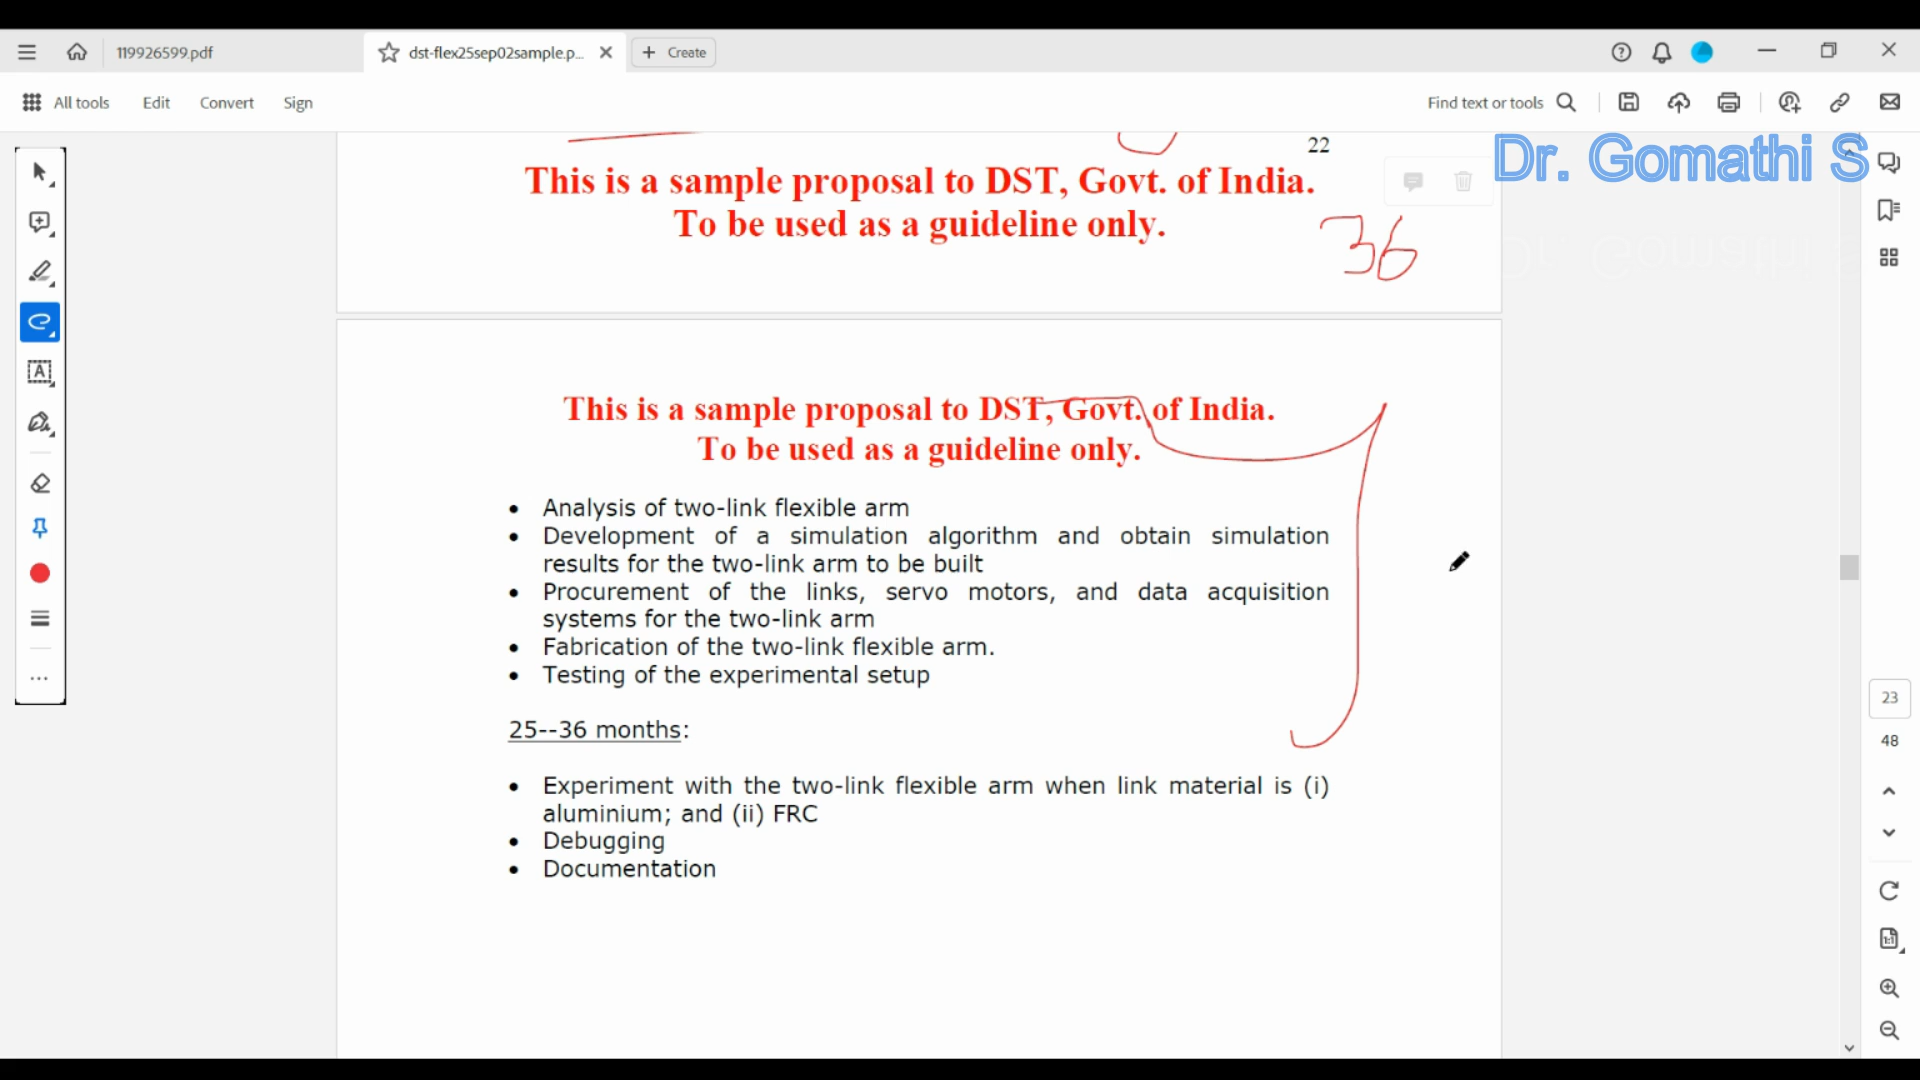 119926599.pdf
dst-flex25sep02sample.p...
Create
All tools
Edit
Convert
Sign
Find text or tools
Dr. Gomathi S
22
This is a sample proposal to DST, Govt. of India.
To be used as a guideline only.
36
This is a sample proposal to DST, Govt. of India.
To be used as a guideline only.
• Analysis of two-link flexible arm
• Development of a simulation algorithm and obtain simulation
results for the two-link arm to be built
• Procurement of the links, servo motors, and data acquisition
systems for the two-link arm
• Fabrication of the two-link flexible arm.
• Testing of the experimental setup
25--36 months:
• Experiment with the two-link flexible arm when link material is (i)
aluminium; and (ii) FRC
• Debugging
• Documentation
23
48